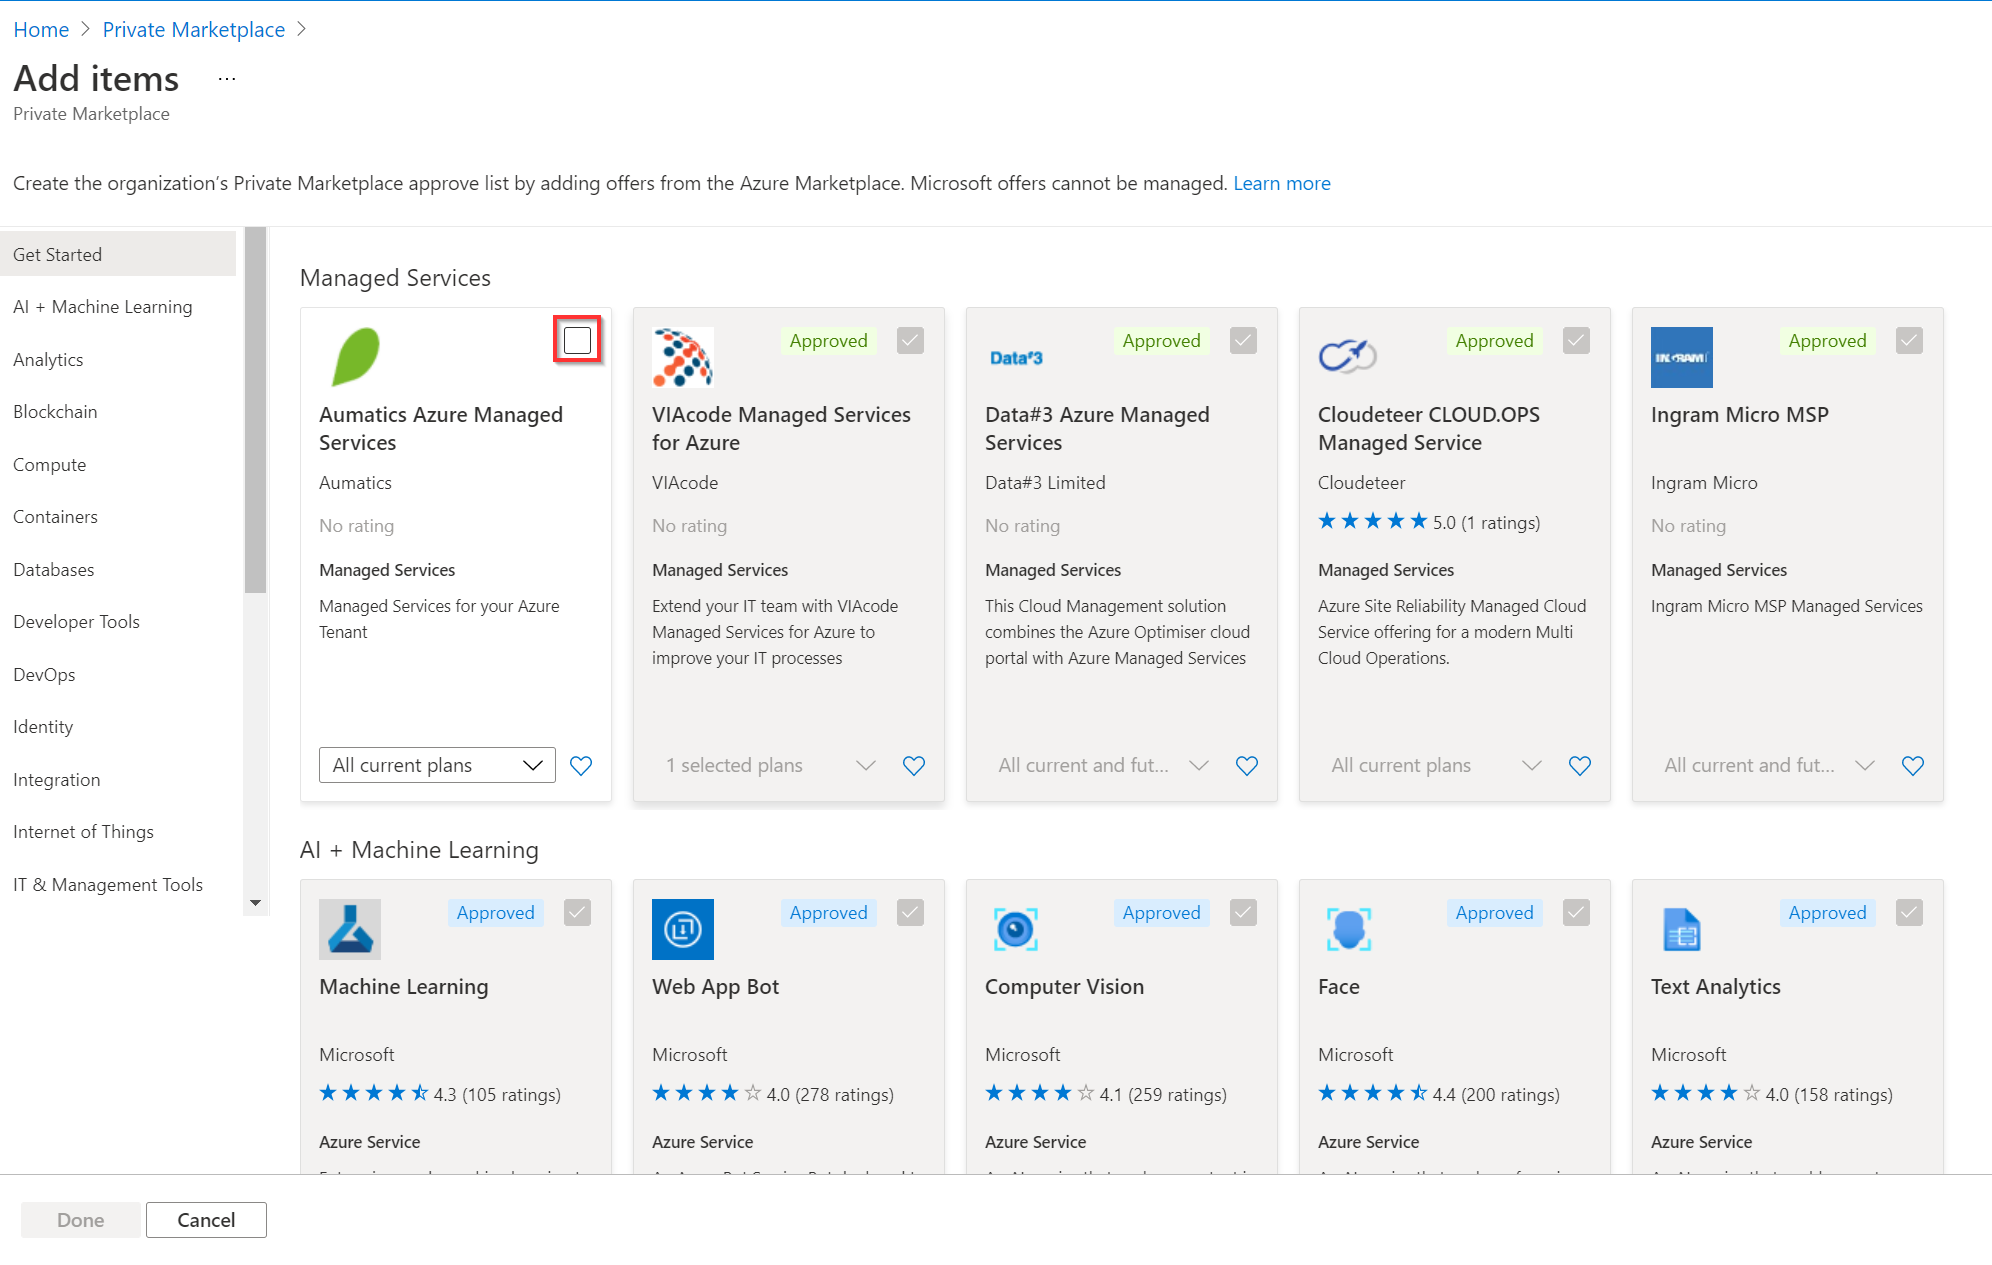 Home > Private Marketplace >
Add items ...
Private Marketplace
Create the organization's Private Marketplace approve list by adding offers from the Azure Marketplace. Microsoft offers cannot be managed. Learn more
Get Started
AI + Machine Learning
Analytics
Blockchain
Compute
Containers
Databases
Developer Tools
DevOps
Identity
Integration
Internet of Things
IT & Management Tools
Managed Services
Aumatics Azure Managed
Services
Aumatics
No rating
Managed Services
Managed Services for your Azure
Tenant
All current plans
Approved
VIAcode Managed Services
for Azure
VIAcode
No rating
Managed Services
Extend your IT team with VIAcode
Managed Services for Azure to
improve your IT processes
1 selected plans
Data#3
Approved
Data#3 Azure Managed
Services
Data#3 Limited
No rating
Managed Services
This Cloud Management solution
combines the Azure Optimiser cloud
portal with Azure Managed Services
All current and fut...
Approved
Cloudeteer CLOUD.OPS
Managed Service
Cloudeteer
5.0 (1 ratings)
Managed Services
Azure Site Reliability Managed Cloud
Service offering for a modern Multi
Cloud Operations.
All current plans
INGRAM
Approved
Ingram Micro MSP
Ingram Micro
No rating
Managed Services
Ingram Micro MSP Managed Services
All current and fut...
AI + Machine Learning
Approved
Machine Learning
Microsoft
4.3 (105 ratings)
Azure Service
Approved
Web App Bot
Microsoft
4.0 (278 ratings)
Azure Service
Approved
Computer Vision
Microsoft
4.1 (259 ratings)
Azure Service
Approved
Face
Microsoft
4.4 (200 ratings)
Azure Service
Approved
Text Analytics
Microsoft
4.0 (158 ratings)
Azure Service
Done
Cancel